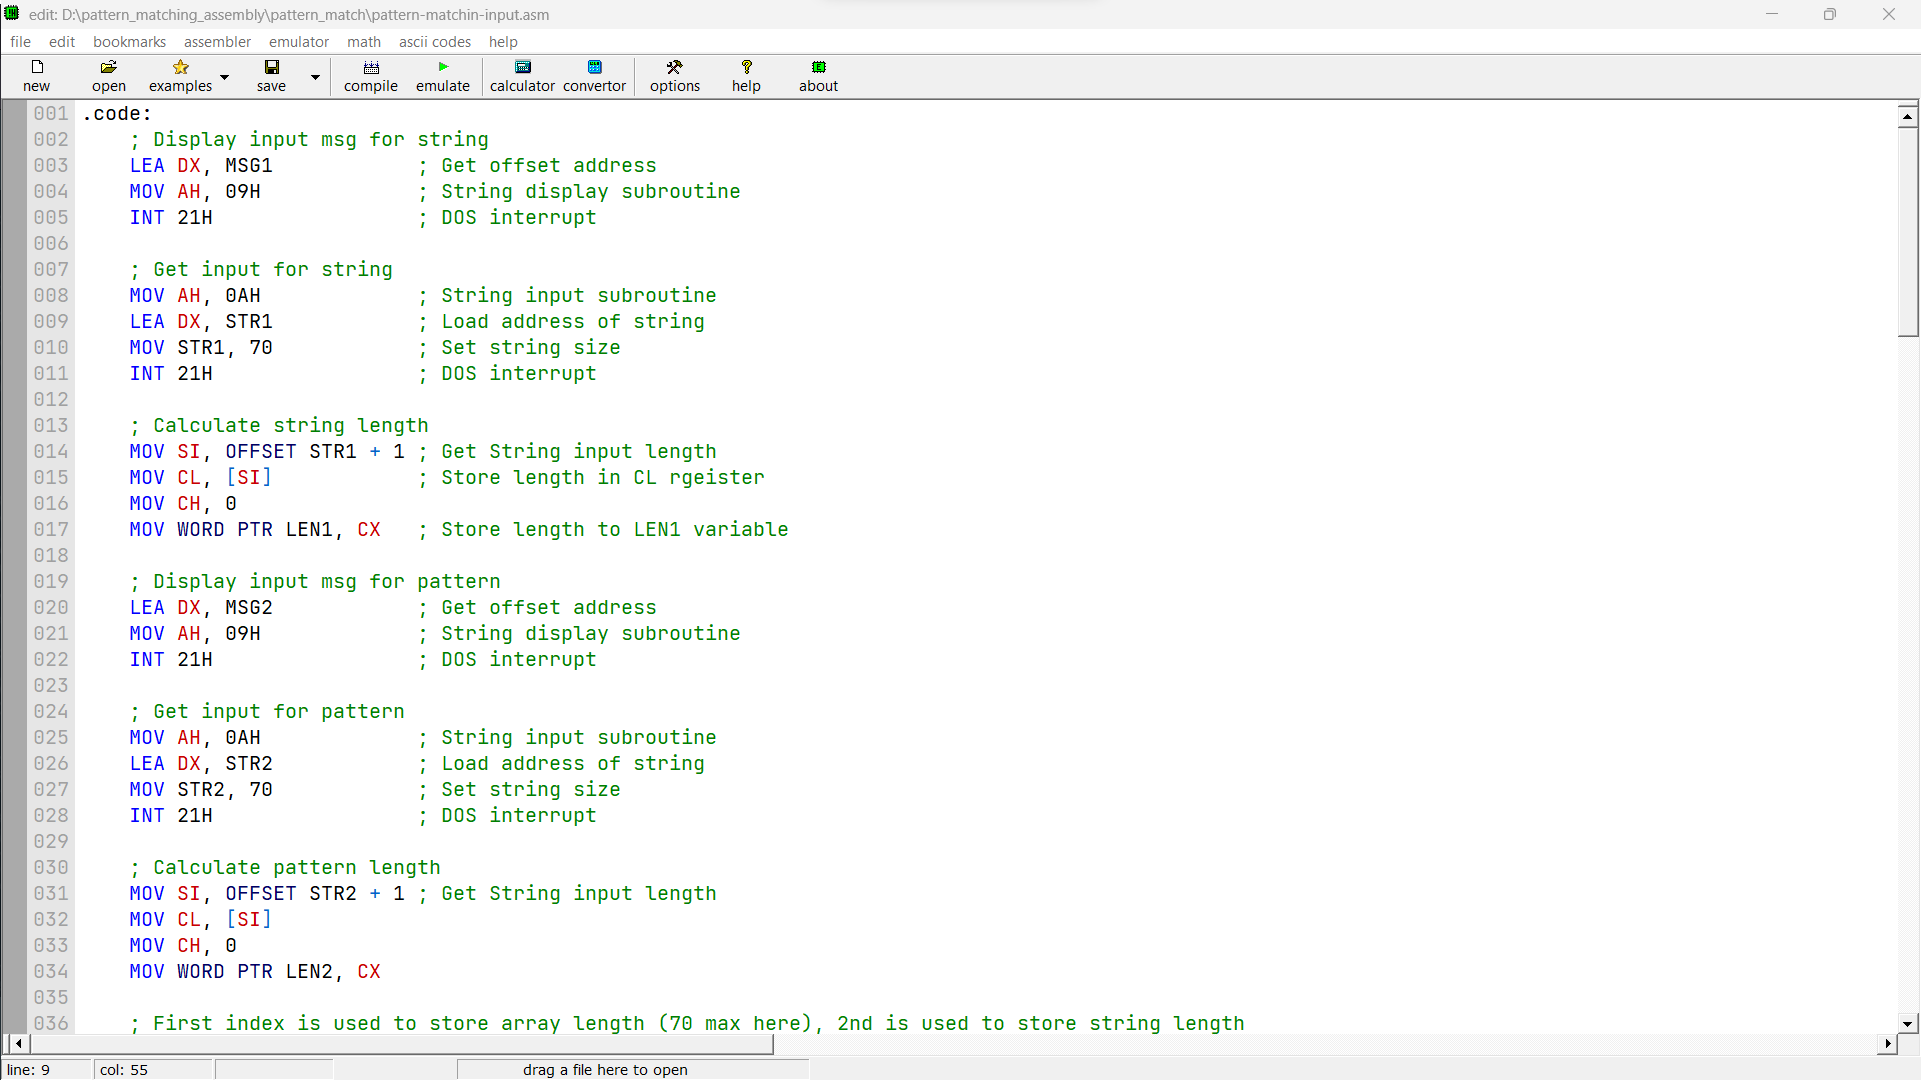 edit: D:\pattern_matching_assembly\pattern_match\pattern-matchin-input.asm
file edit bookmarks assembler emulator math ascii codes help
new open examples save compile emulate calculator convertor options help about
001 .code:
002     ; Display input msg for string
003     LEA DX, MSG1            ; Get offset address
004     MOV AH, 09H             ; String display subroutine
005     INT 21H                 ; DOS interrupt
006
007     ; Get input for string
008     MOV AH, 0AH             ; String input subroutine
009     LEA DX, STR1            ; Load address of string
010     MOV STR1, 70            ; Set string size
011     INT 21H                 ; DOS interrupt
012
013     ; Calculate string length
014     MOV SI, OFFSET STR1 + 1 ; Get String input length
015     MOV CL, [SI]            ; Store length in CL rgeister
016     MOV CH, 0
017     MOV WORD PTR LEN1, CX   ; Store length to LEN1 variable
018
019     ; Display input msg for pattern
020     LEA DX, MSG2            ; Get offset address
021     MOV AH, 09H             ; String display subroutine
022     INT 21H                 ; DOS interrupt
023
024     ; Get input for pattern
025     MOV AH, 0AH             ; String input subroutine
026     LEA DX, STR2            ; Load address of string
027     MOV STR2, 70            ; Set string size
028     INT 21H                 ; DOS interrupt
029
030     ; Calculate pattern length
031     MOV SI, OFFSET STR2 + 1 ; Get String input length
032     MOV CL, [SI]
033     MOV CH, 0
034     MOV WORD PTR LEN2, CX
035
036     ; First index is used to store array length (70 max here), 2nd is used to store string length
line: 9 col: 55 drag a file here to open